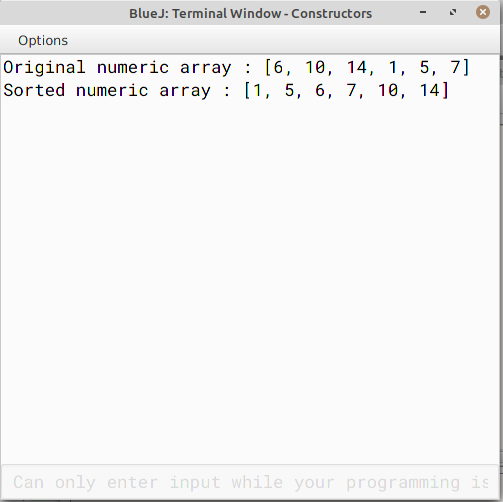 BlueJ: Terminal Window - Constructors
Options
Original numeric array : [6, 10, 14, 1, 5, 7]
Sorted numeric array : [1, 5, 6, 7, 10, 14]
Can only enter input while your programming is